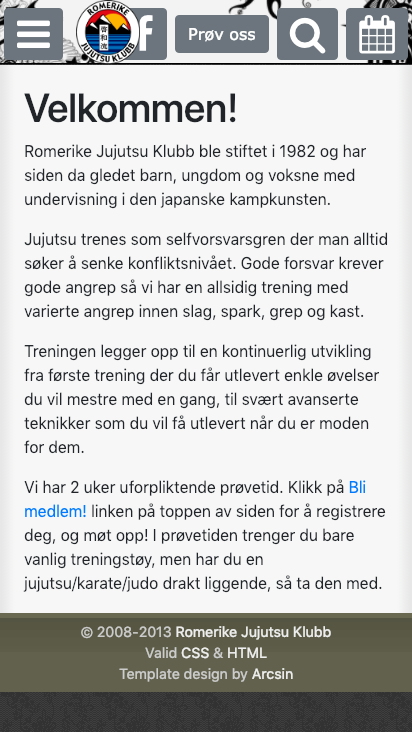 ROMERIKE
JUJUTSU KLUBB
f
Prøv oss
Velkommen!
Romerike Jujutsu Klubb ble stiftet i 1982 og har
siden da gledet barn, ungdom og voksne med
undervisning i den japanske kampkunsten.
Jujutsu trenes som selfvorsvarsgren der man alltid
søker å senke konfliktsnivået. Gode forsvar krever
gode angrep så vi har en allsidig trening med
varierte angrep innen slag, spark, grep og kast.
Treningen legger opp til en kontinuerlig utvikling
fra første trening der du får utlevert enkle øvelser
du vil mestre med en gang, til svært avanserte
teknikker som du vil få utlevert når du er moden
for dem.
Vi har 2 uker uforpliktende prøvetid. Klikk på Bli
medlem! linken på toppen av siden for å registrere
deg, og møt opp! I prøvetiden trenger du bare
vanlig treningstøy, men har du en
jujutsu/karate/judo drakt liggende, så ta den med.
© 2008-2013 Romerike Jujutsu Klubb
Valid CSS & HTML
Template design by Arcsin